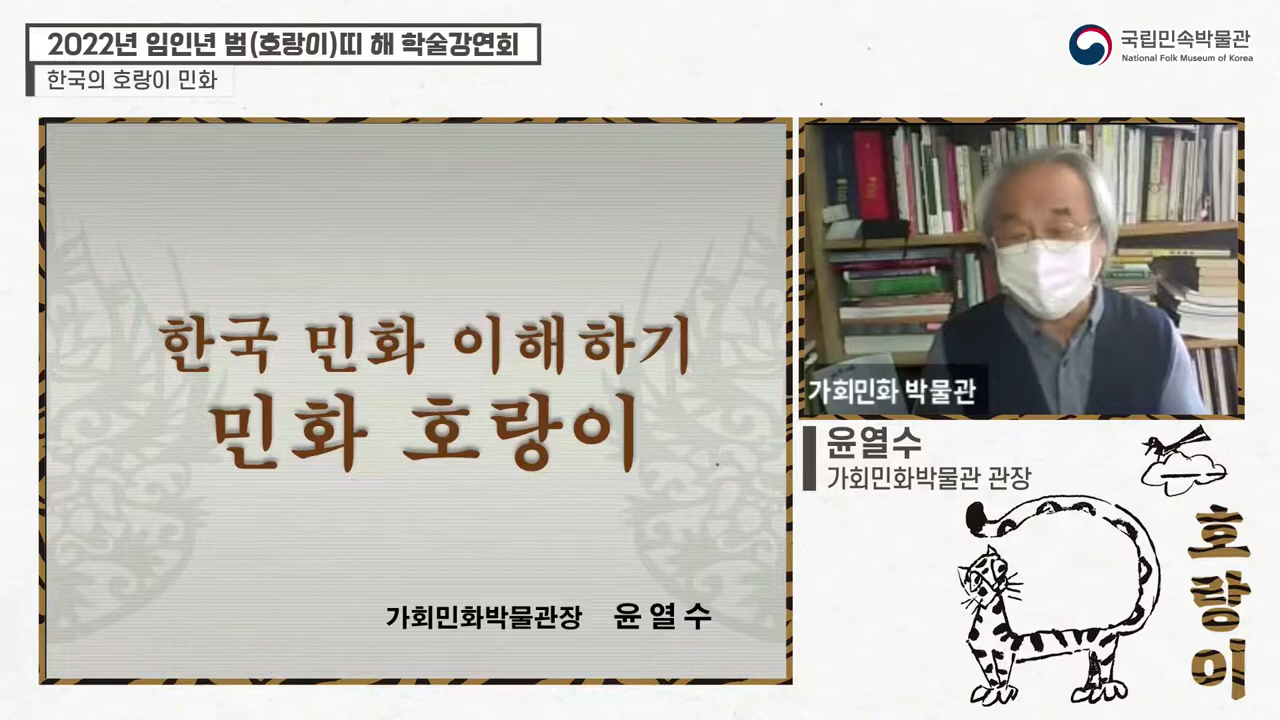 2022년 임인년 범(호랑이)띠 해 학술강연회
한국의 호랑이 민화
국립민속박물관
National Folk Museum of Korea
한국 민화 이해하기
민화 호랑이
가회민화박물관장 윤 열 수
가회민화 박물관
윤열수
가회민화박물관 관장
호
랑
이